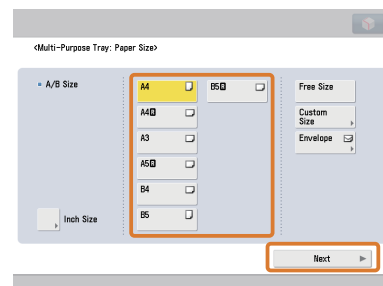 <Multi-Purpose Tray: Paper Size>
A/B Size
A4
B5R
Free Size
A4R
Custom Size
A3
Envelope
A5R
B4
B5
Inch Size
Next